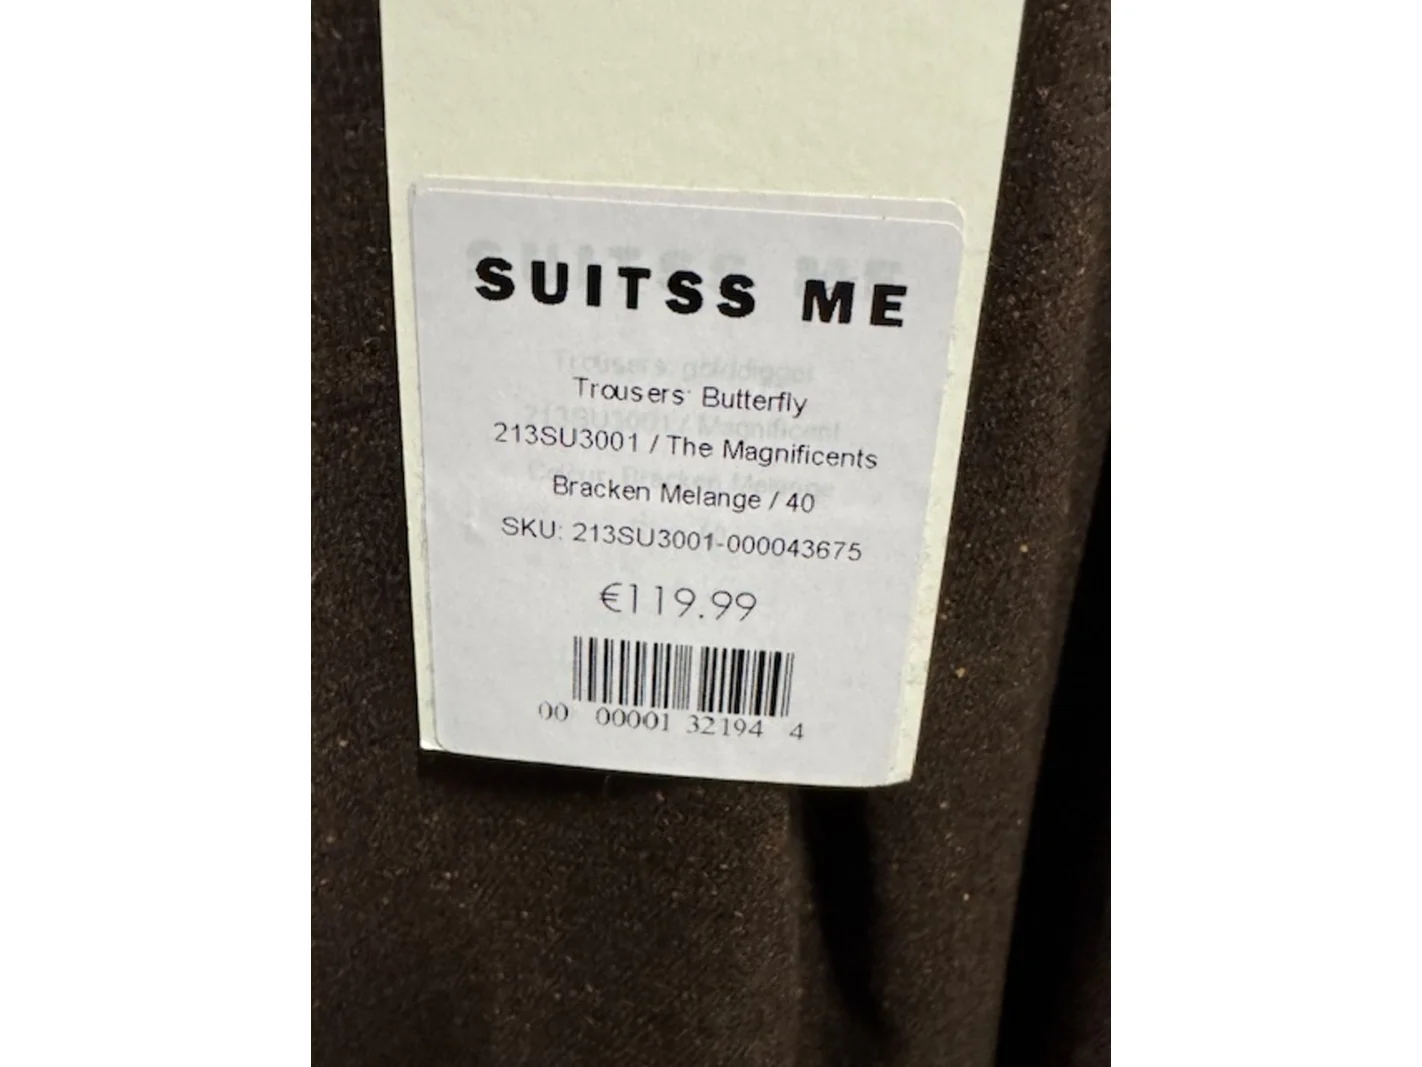 SUITSS ME
Trousers: Butterfly
213SU3001 / The Magnificents
Bracken Melange / 40
SKU: 213SU3001-000043675
€119.99
00 00001 32194 4